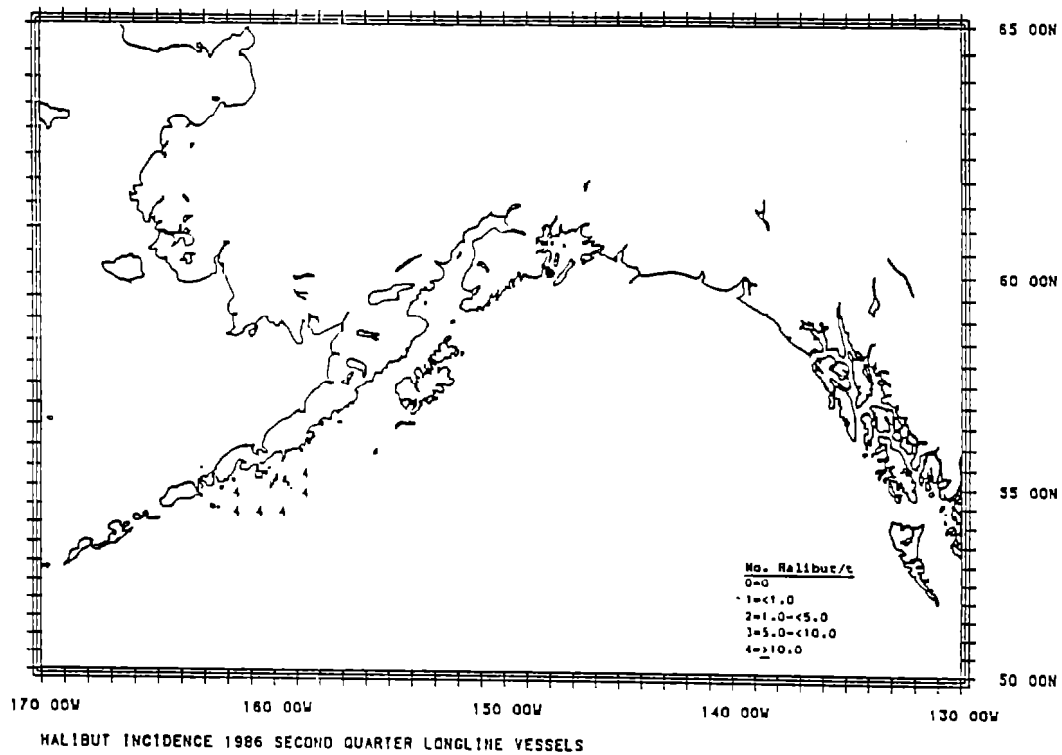 65 00N
60 00N
4
4 4
4 4
4 4 4
55 00N
No. Halibut/t
0=0
1=<1.0
2=1.0-<5.0
3=5.0-<10.0
4=≥10.0
50 00N
170 00W 160 00W 150 00W 140 00W 130 00W
HALIBUT INCIDENCE 1986 SECOND QUARTER LONGLINE VESSELS